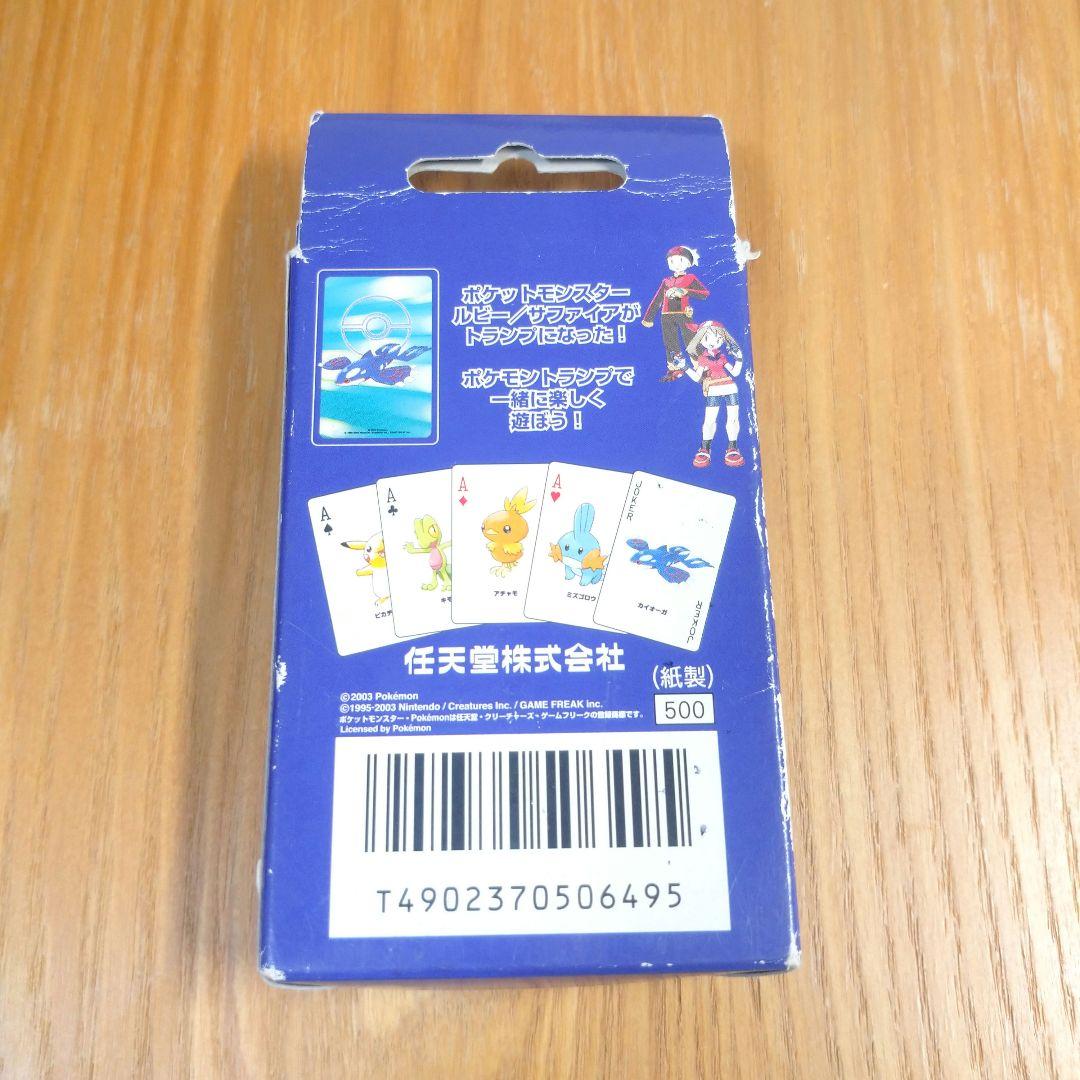 ポケットモンスター
ルビー／サファイアが
トランプになった！
ポケモントランプで
一緒に楽しく
遊ぼう！
A
A
A
A
JOKER
アチャモ
ミズゴロウ
カイオーガ
JOKER
任天堂株式会社
(紙製)
500
©2003 Pokémon
©1995-2003 Nintendo / Creatures Inc. / GAME FREAK inc.
ポケットモンスター・Pokémonは任天堂・クリーチャーズ・ゲームフリークの登録商標です。
Licensed by Pokémon
T4902370506495